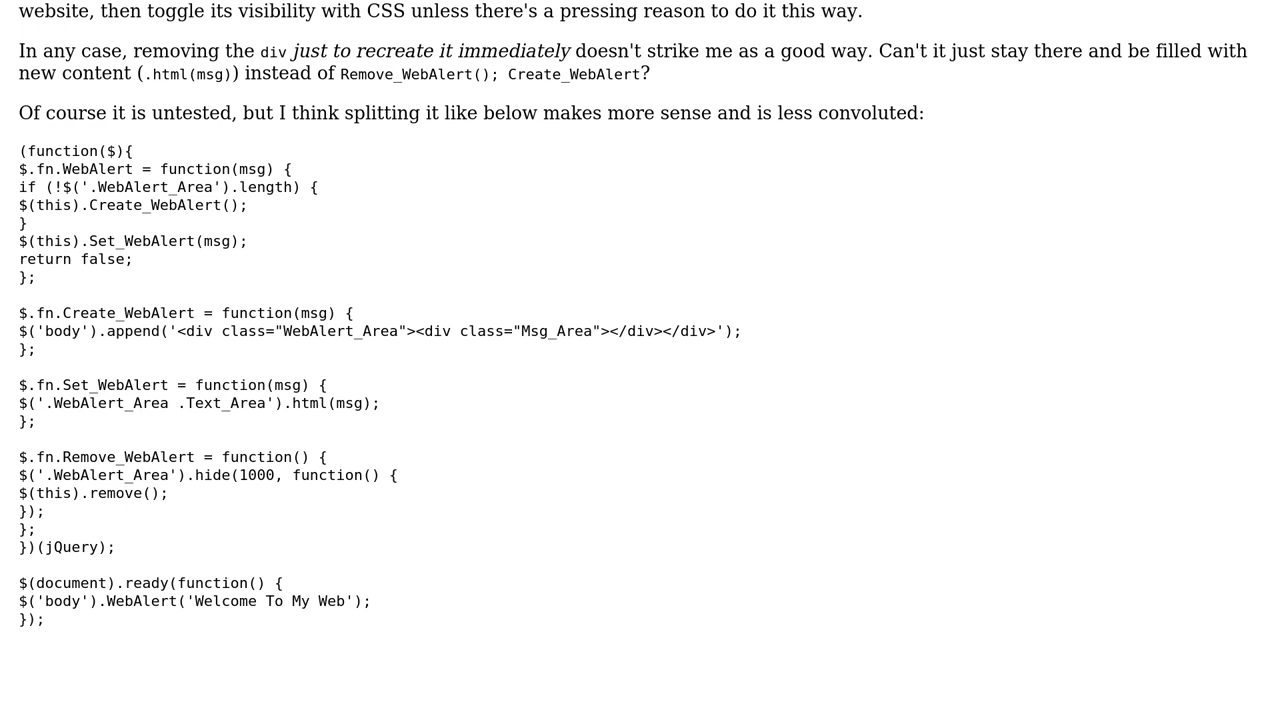 website, then toggle its visibility with CSS unless there's a pressing reason to do it this way.
In any case, removing the div just to recreate it immediately doesn't strike me as a good way. Can't it just stay there and be filled with
new content (.html(msg)) instead of Remove_WebAlert(); Create_WebAlert?
Of course it is untested, but I think splitting it like below makes more sense and is less convoluted:
(function($){
$.fn.WebAlert = function(msg) {
if (!$('.WebAlert_Area').length) {
$(this).Create_WebAlert();
}
$(this).Set_WebAlert(msg);
return false;
};
$.fn.Create_WebAlert = function(msg) {
$('body').append('<div class="WebAlert_Area"><div class="Msg_Area"></div></div>');
};
$.fn.Set_WebAlert = function(msg) {
$('.WebAlert_Area .Text_Area').html(msg);
};
$.fn.Remove_WebAlert = function() {
$('.WebAlert_Area').hide(1000, function() {
$(this).remove();
});
};
})(jQuery);
$(document).ready(function() {
$('body').WebAlert('Welcome To My Web');
});